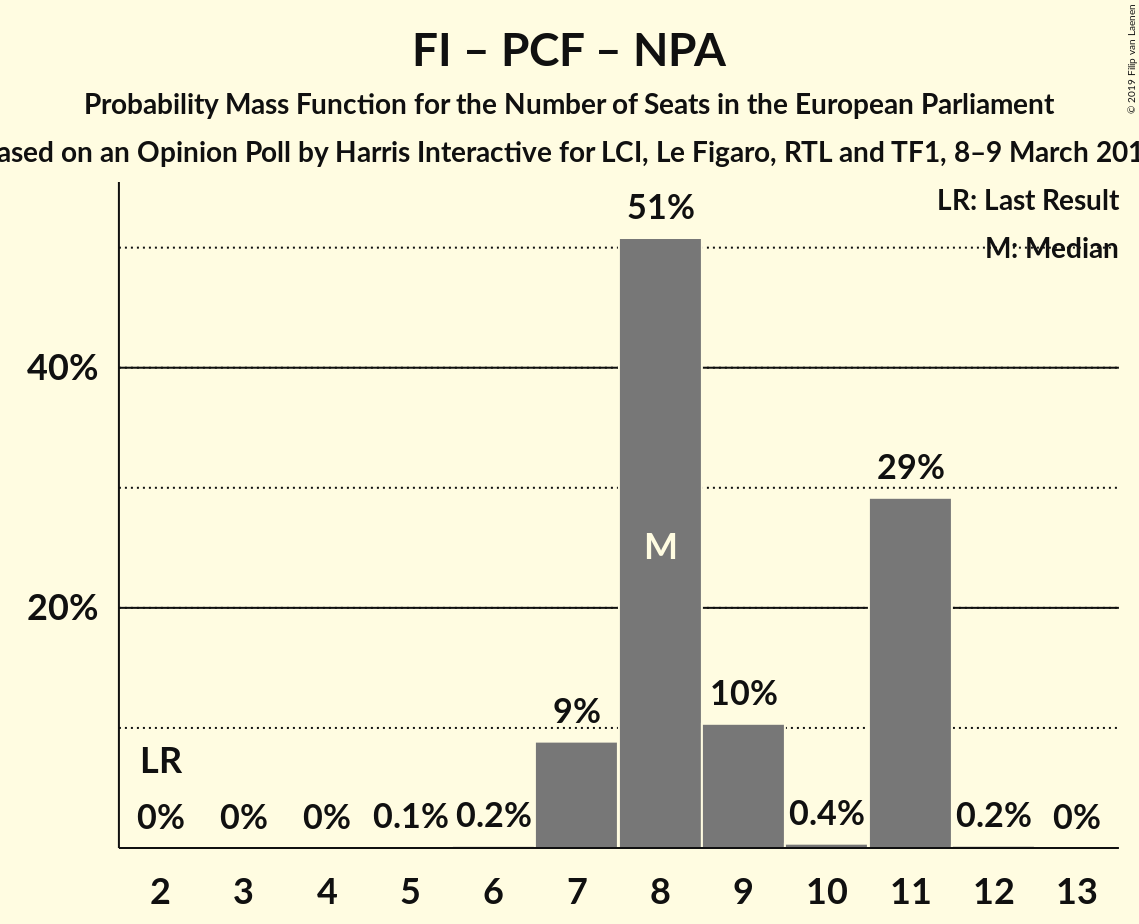 FI – PCF – NPA
Probability Mass Function for the Number of Seats in the European Parliament
ased on an Opinion Poll by Harris Interactive for LCI, Le Figaro, RTL and TF1, 8–9 March 201
© 2019 Filip van Laenen
LR: Last Result
M: Median
51%
40%
29%
M
20%
10%
9%
LR
0% 0% 0% 0.1% 0.2% 0.4% 0.2% 0%
2 3 4 5 6 7 8 9 10 11 12 13